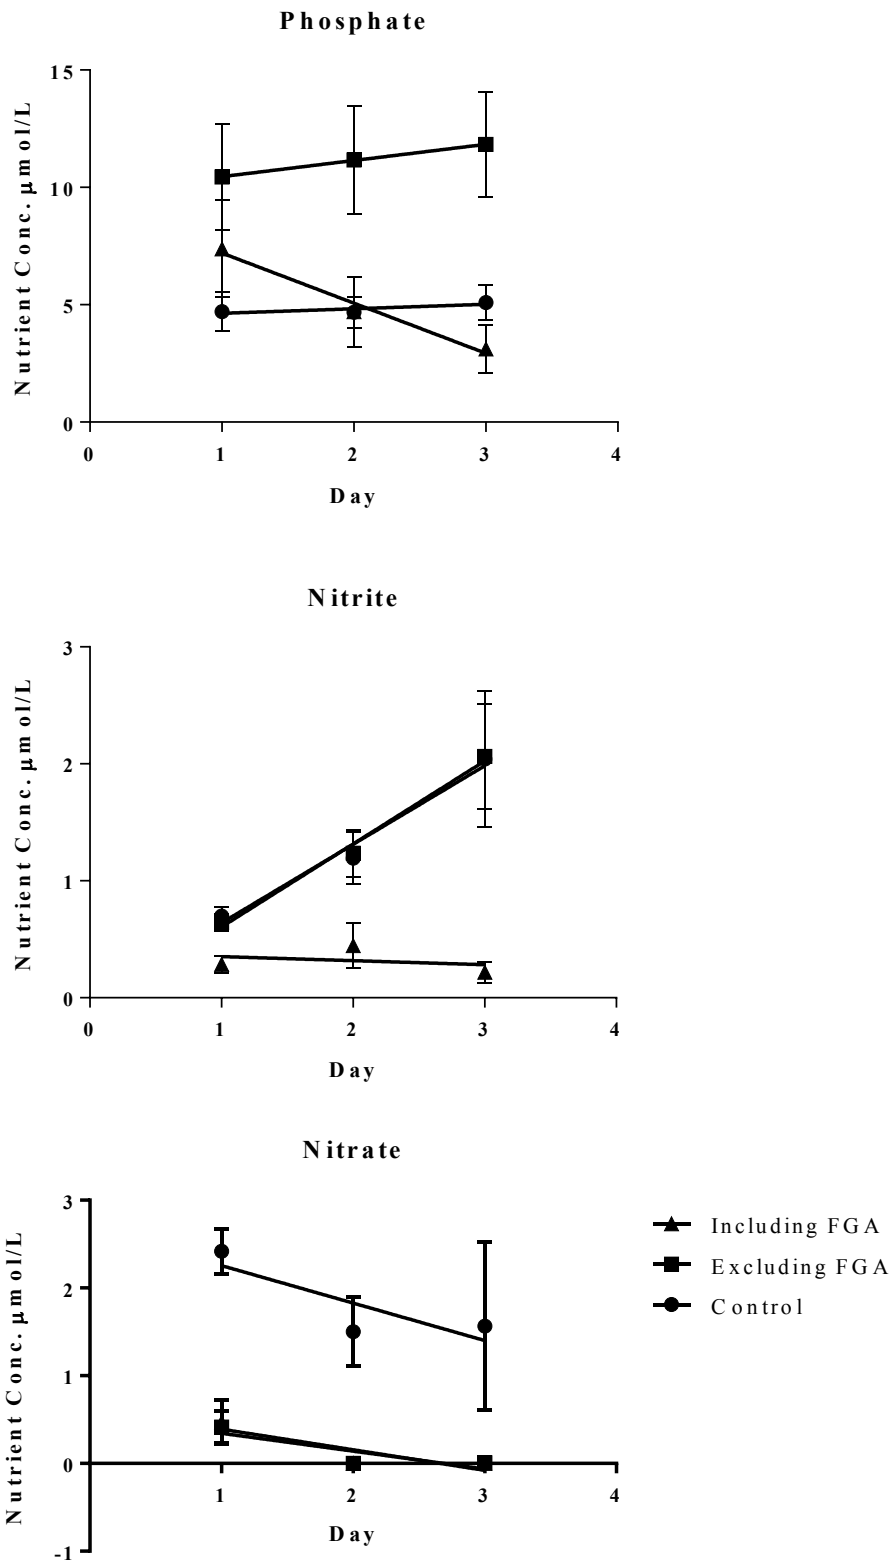 Phosphate
Nutrient Conc. µmol/L
15
10
5
0
0 1 2 3 4
Day
Nitrite
Nutrient Conc. µmol/L
3
2
1
0
0 1 2 3 4
Day
Nitrate
Nutrient Conc. µmol/L
3
2
1
0
-1
1 2 3 4
Day
Including FGA
Excluding FGA
Control